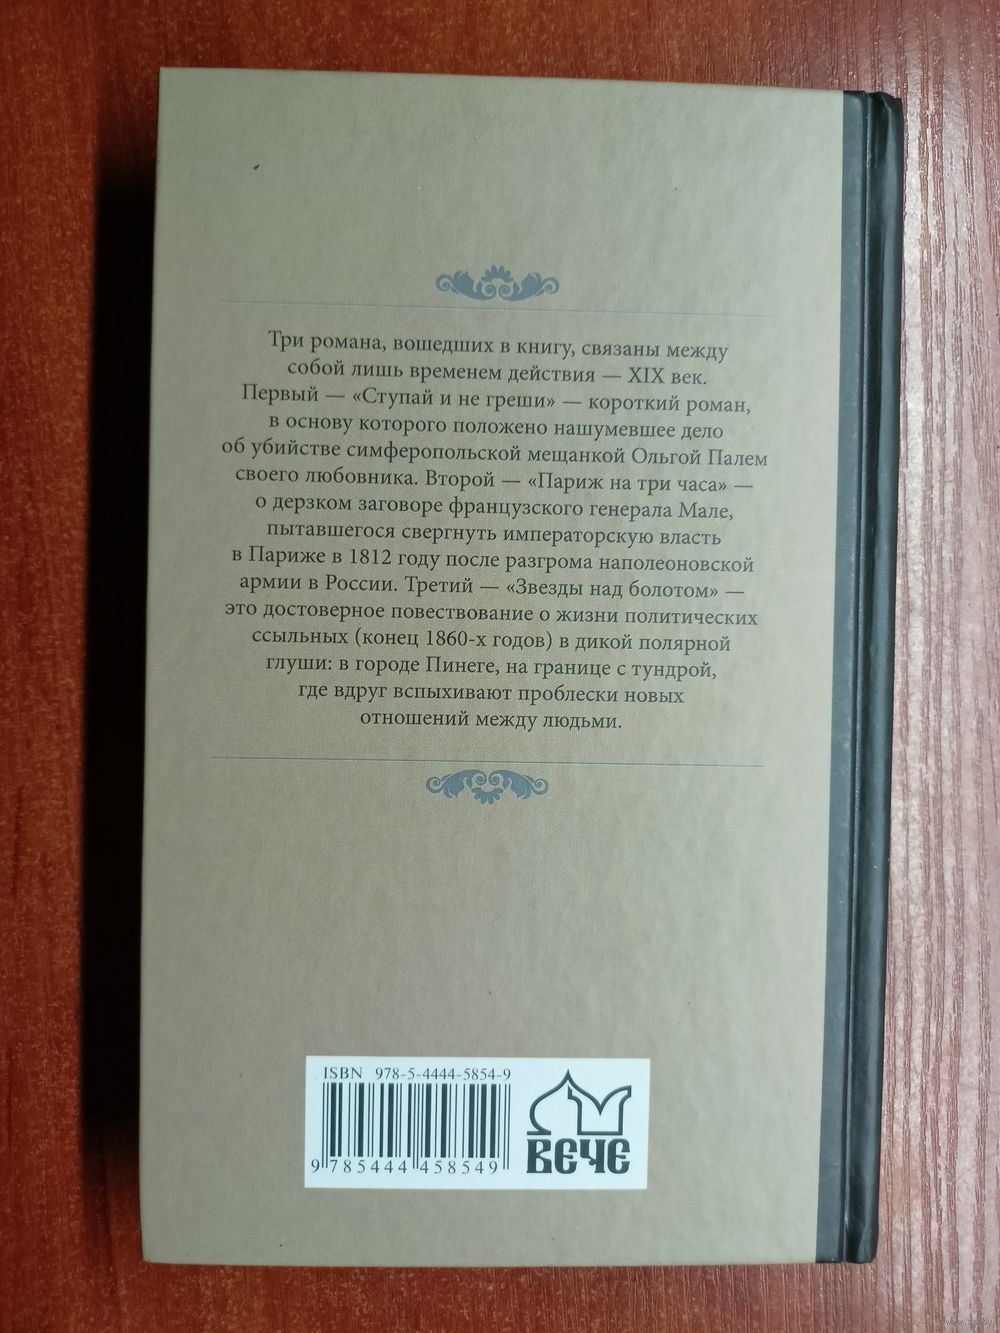 Три романа, вошедших в книгу, связаны между
собой лишь временем действия — XIX век.
Первый — «Ступай и не греши» — короткий роман,
в основу которого положено нашумевшее дело
об убийстве симферопольской мещанкой Ольгой Палем
своего любовника. Второй — «Париж на три часа» —
о дерзком заговоре французского генерала Мале,
пытавшегося свергнуть императорскую власть
в Париже в 1812 году после разгрома наполеоновской
армии в России. Третий — «Звезды над болотом» —
это достоверное повествование о жизни политических
ссыльных (конец 1860-х годов) в дикой полярной
глуши: в городе Пинеге, на границе с тундрой,
где вдруг вспыхивают проблески новых
отношений между людьми.
ISBN 978-5-4444-5854-9
9 785444 458549
ВЕЧЕ